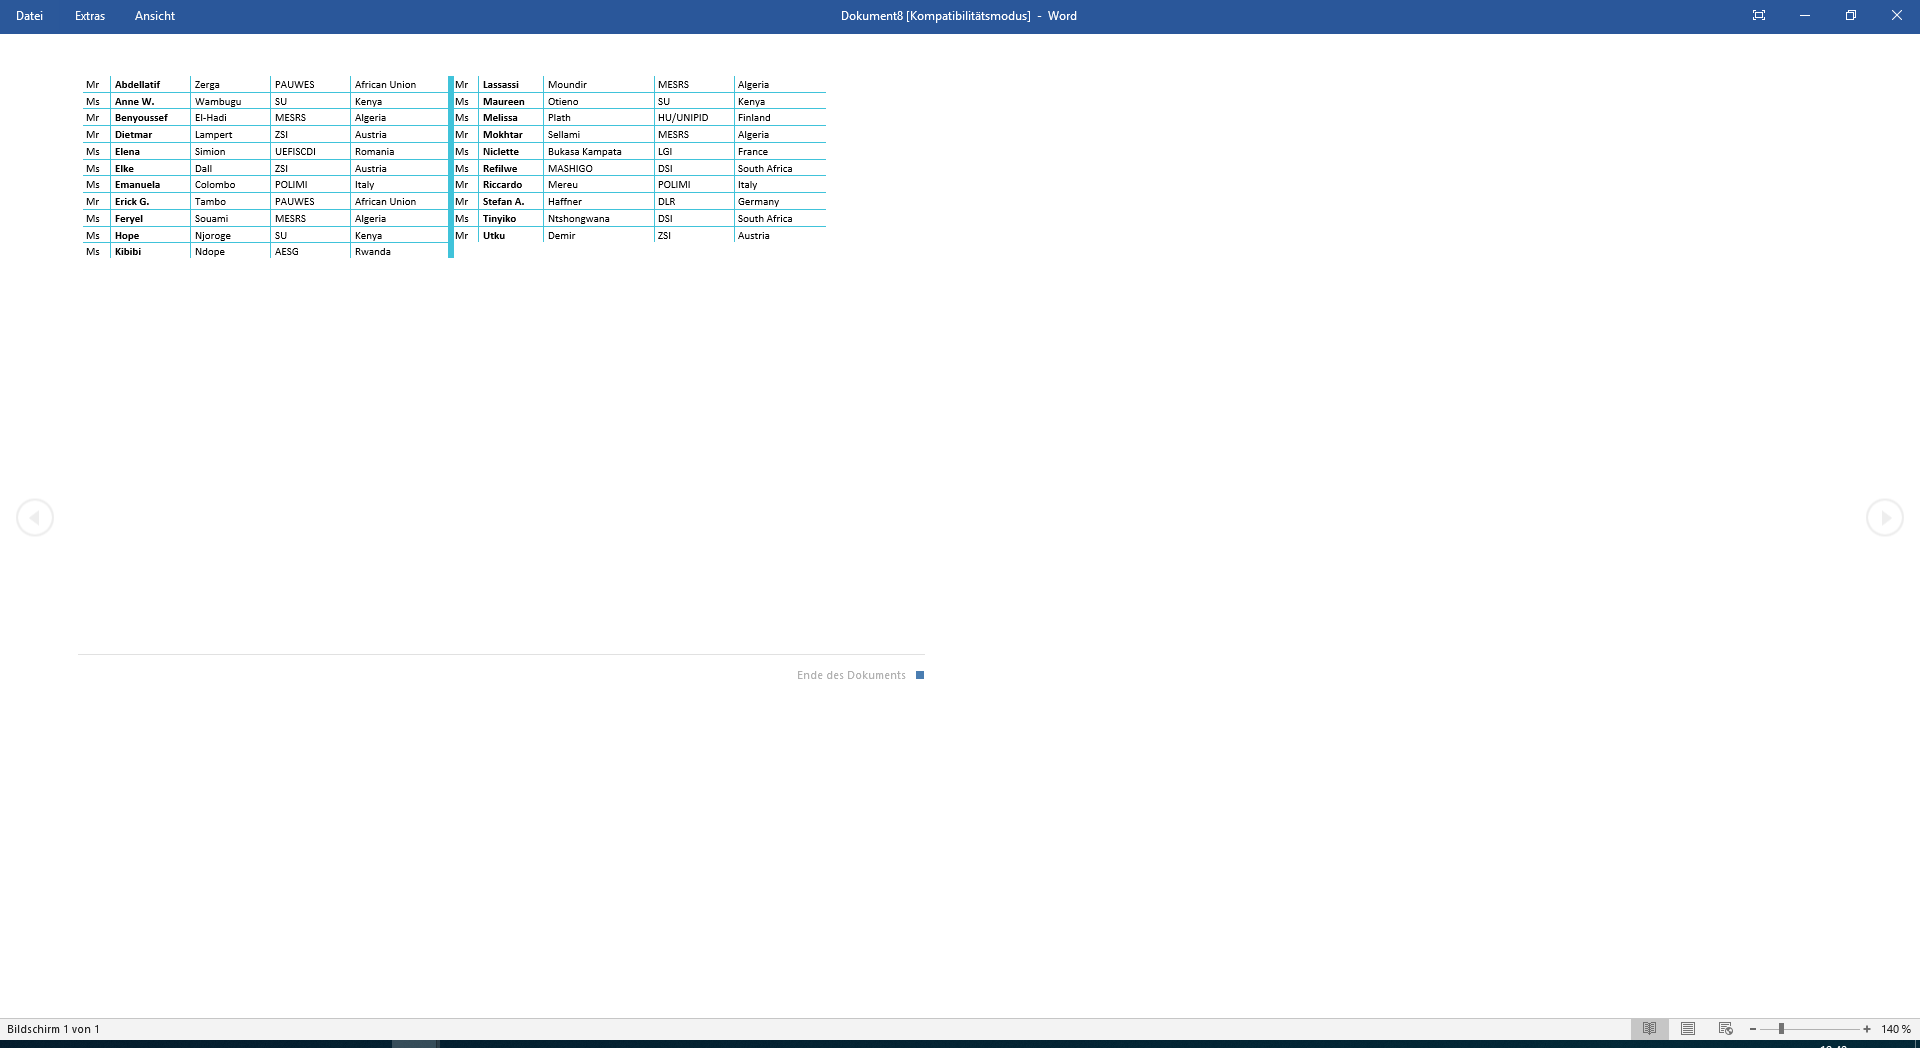 Datei Extras Ansicht Dokument8 [Kompatibilitätsmodus] - Word
Mr Abdellatif Zerga PAUWES African Union Mr Lassassi Moundir MESRS Algeria
Ms Anne W. Wambugu SU Kenya Ms Maureen Otieno SU Kenya
Mr Benyoussef El-Hadi MESRS Algeria Ms Melissa Plath HU/UNIPID Finland
Mr Dietmar Lampert ZSI Austria Mr Mokhtar Sellami MESRS Algeria
Ms Elena Simion UEFISCDI Romania Ms Niclette Bukasa Kampata LGI France
Ms Elke Dall ZSI Austria Ms Refilwe MASHIGO DSI South Africa
Ms Emanuela Colombo POLIMI Italy Mr Riccardo Mereu POLIMI Italy
Mr Erick G. Tambo PAUWES African Union Mr Stefan A. Haffner DLR Germany
Ms Feryel Souami MESRS Algeria Ms Tinyiko Ntshongwana DSI South Africa
Ms Hope Njoroge SU Kenya Mr Utku Demir ZSI Austria
Ms Kibibi Ndope AESG Rwanda
Ende des Dokuments
Bildschirm 1 von 1 140 %